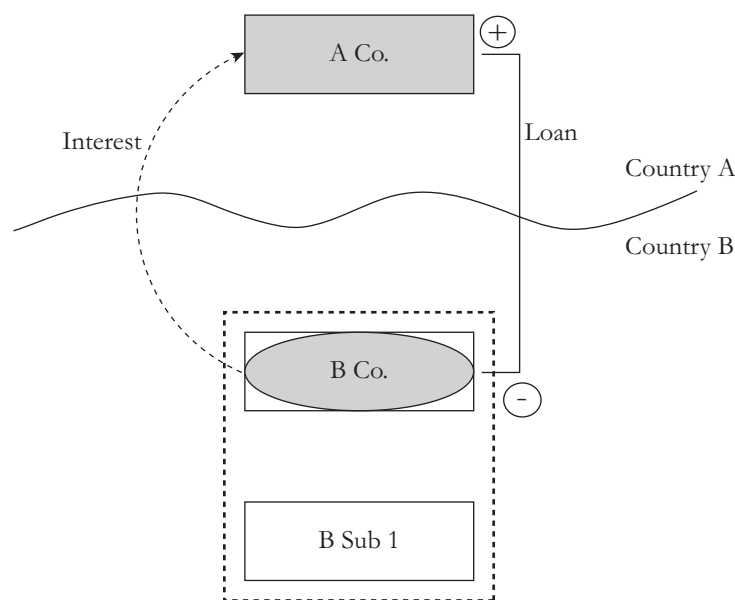 A Co.
+
Interest
Loan
Country A
Country B
B Co.
-
B Sub 1